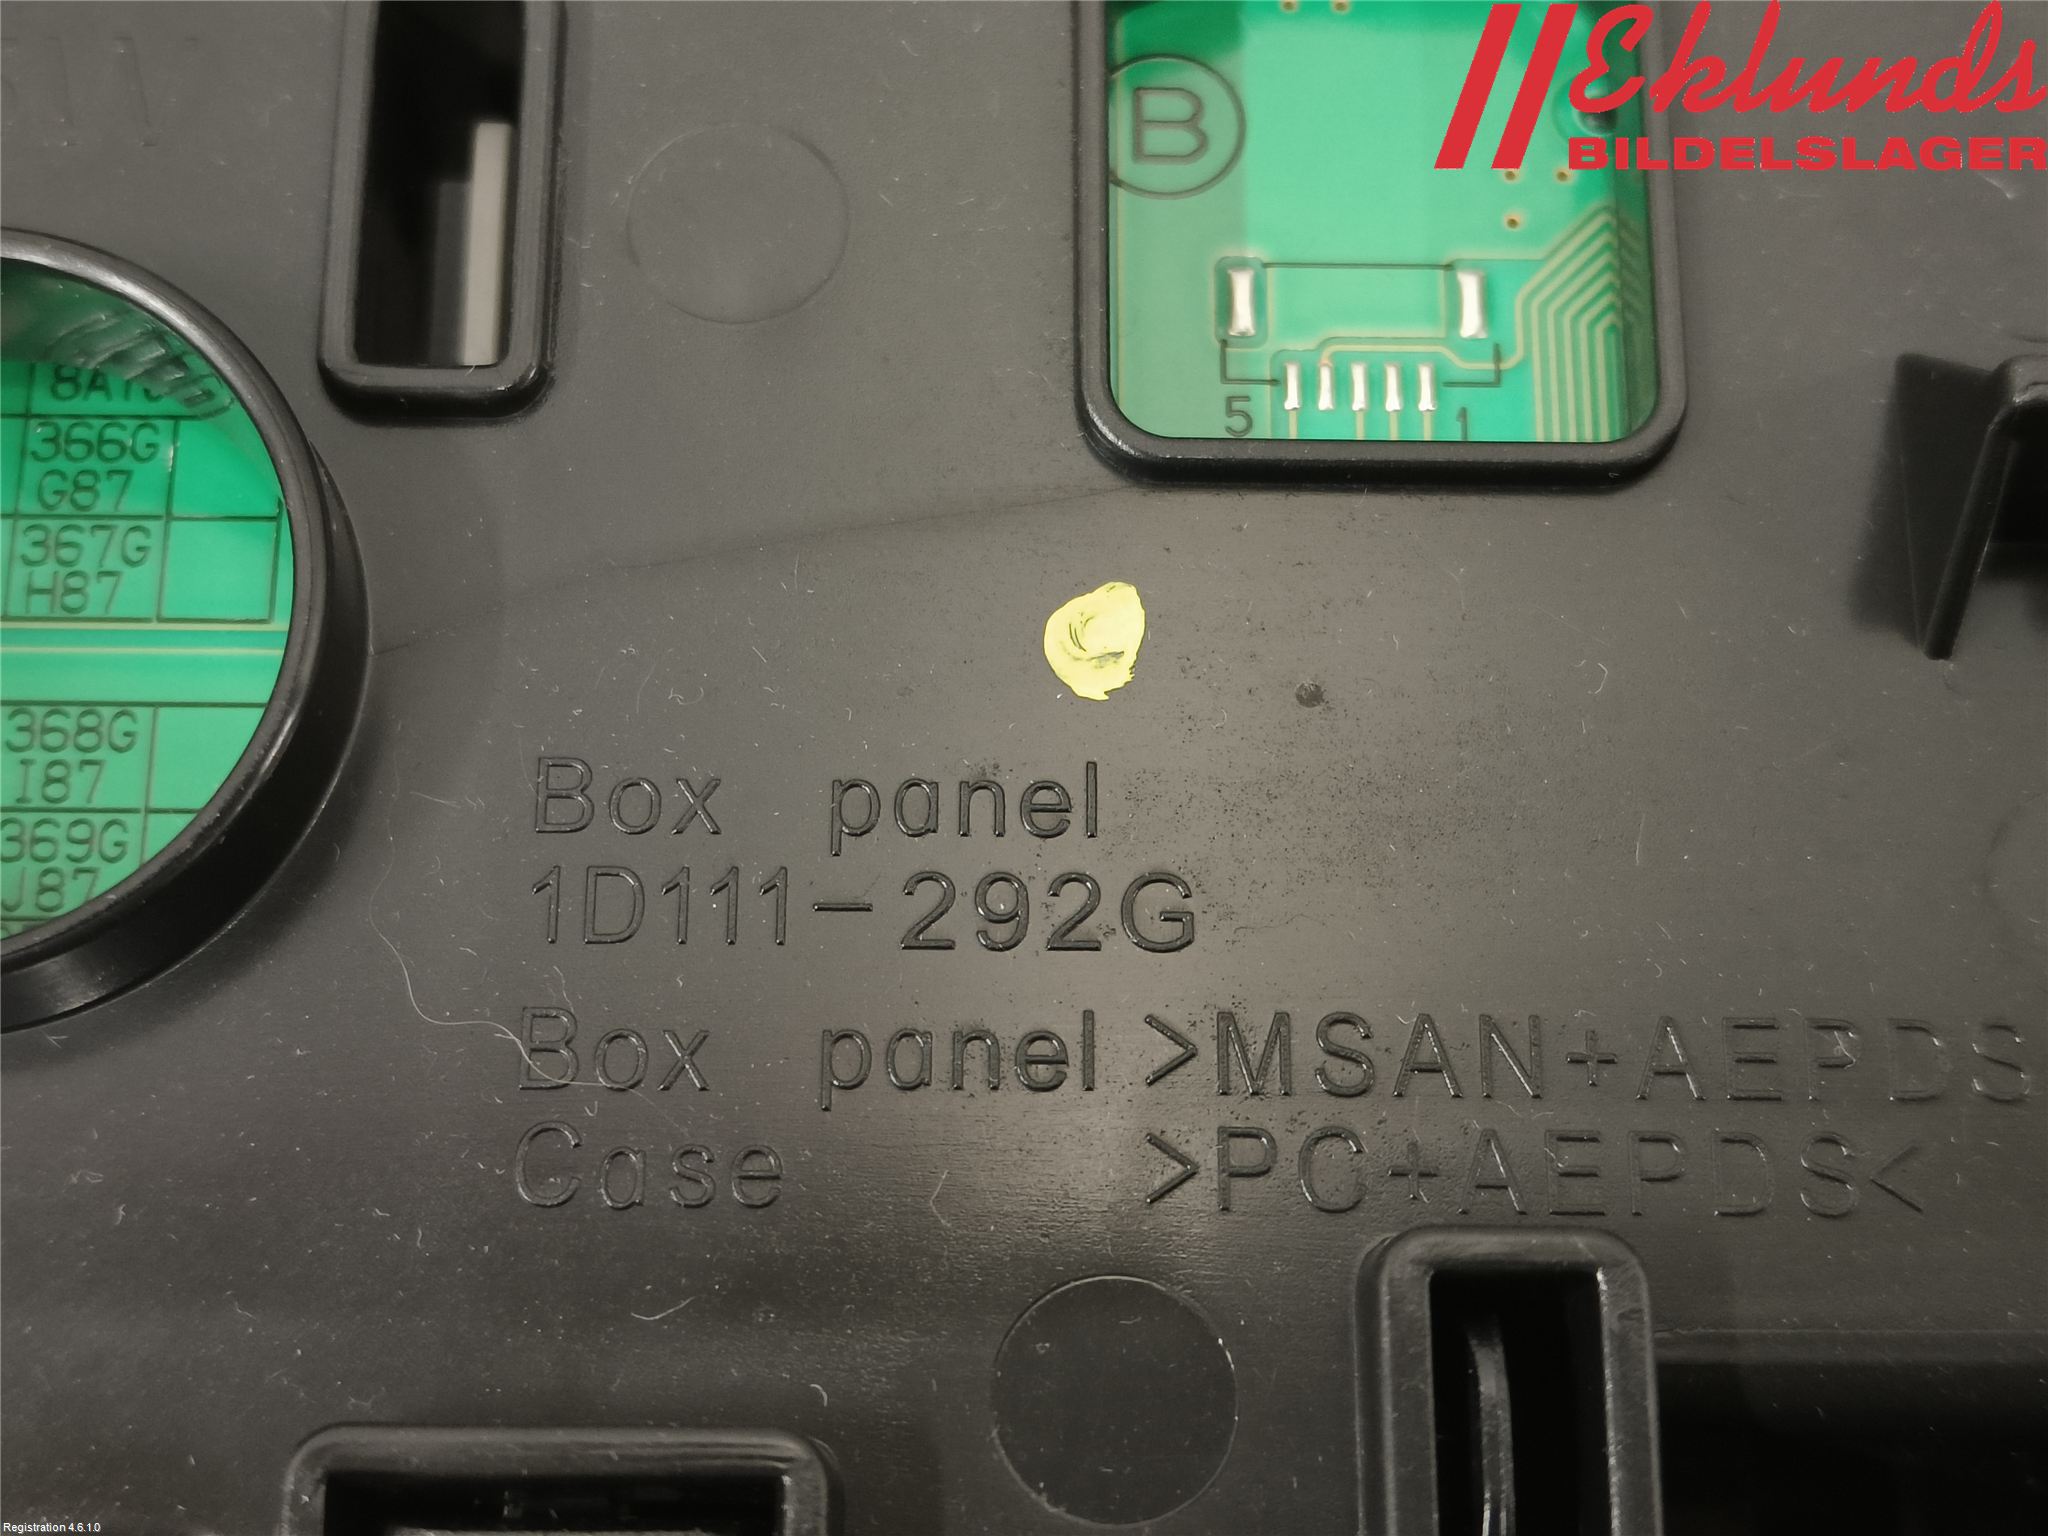 Eklunds
BILDELSLAGER
B
5 1
366G
G87
367G
H87
368G
I87
369G
J87
Box panel
1D111-292G
Box panel >MSAN+AEPDS
Case >PC+AEPDS<
Registration 4.6.1.0